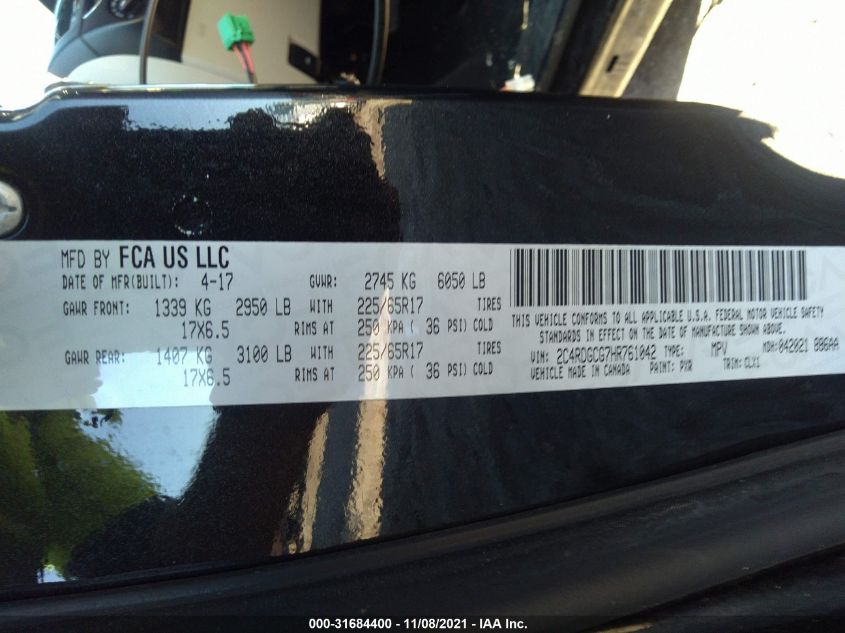 MFD BY FCA US LLC
DATE OF MFR(BUILT): 4-17 GVWR: 2745 KG 6050 LB
GAWR FRONT: 1339 KG 2950 LB WITH 225/65R17 TIRES
17X6.5 RIMS AT 250 KPA ( 36 PSI) COLD
GAWR REAR: 1407 KG 3100 LB WITH 225/65R17 TIRES
17X6.5 RIMS AT 250 KPA ( 36 PSI) COLD
THIS VEHICLE CONFORMS TO ALL APPLICABLE U.S.A. FEDERAL MOTOR VEHICLE SAFETY
STANDARDS IN EFFECT ON THE DATE OF MANUFACTURE SHOWN ABOVE.
VIN: 2C4RDGCG7HR761042 TYPE: MPV MDH: 042021 886AA
VEHICLE MADE IN CANADA PAINT: PXR TRIM: CLX1
000-31684400 - 11/08/2021 - IAA Inc.